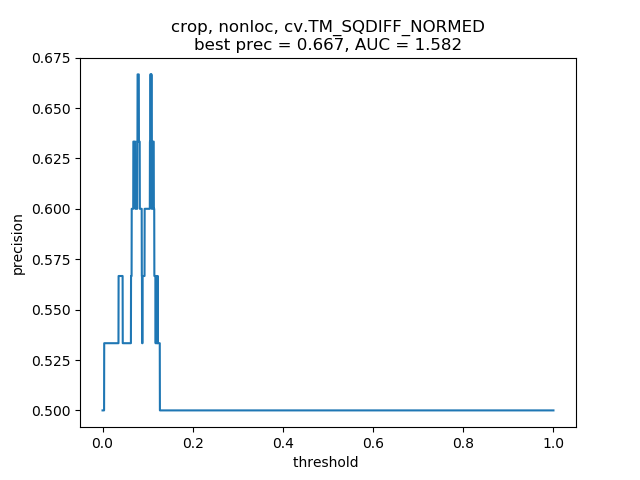 crop, nonloc, cv.TM_SQDIFF_NORMED
best prec = 0.667, AUC = 1.582
0.675
0.650
0.625
0.600
0.575
0.550
0.525
0.500
precision
0.0 0.2 0.4 0.6 0.8 1.0
threshold